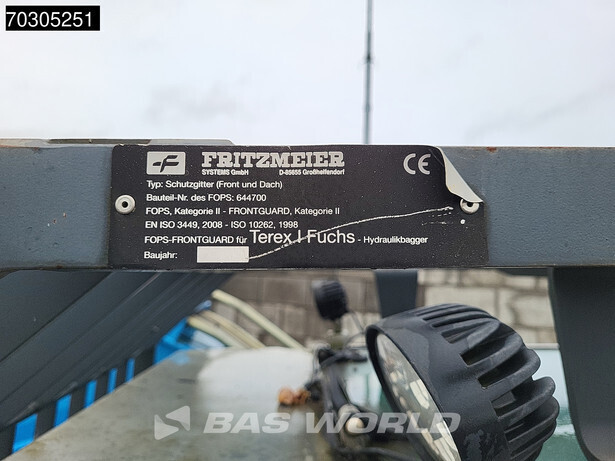 70305251
FRITZMEIER
SYSTEMS GmbH D-85655 Großhelfendorf
CE
Typ: Schutzgitter (Front und Dach)
Bauteil-Nr. des FOPS: 644700
FOPS, Kategorie II - FRONTGUARD, Kategorie II
EN ISO 3449, 2008 - ISO 10262, 1998
FOPS-FRONTGUARD für Terex | Fuchs - Hydraulikbagger
Baujahr:
BAS WORLD